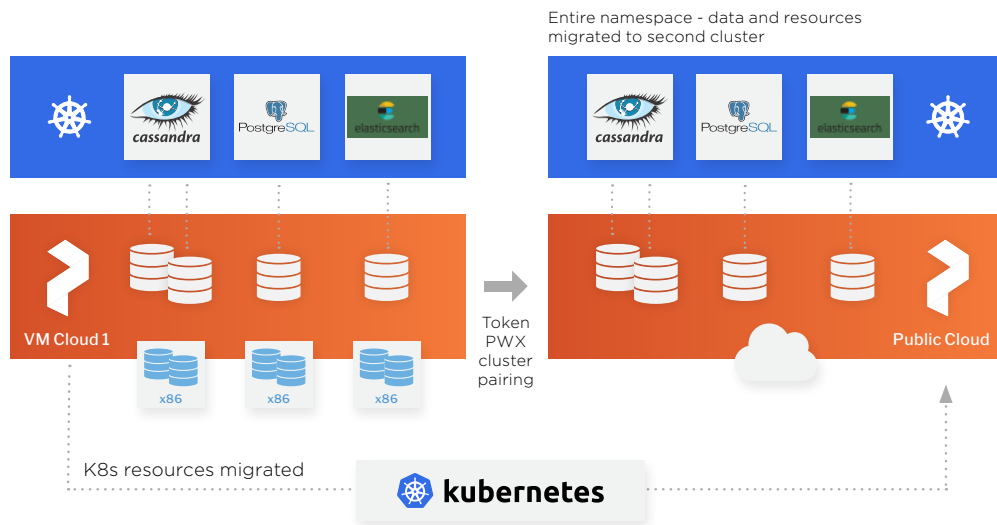 Entire namespace - data and resources
migrated to second cluster
cassandra
PostgreSQL
elasticsearch
cassandra
PostgreSQL
elasticsearch
VM Cloud 1
Token
PWX
cluster
pairing
Public Cloud
x86
x86
x86
K8s resources migrated
kubernetes